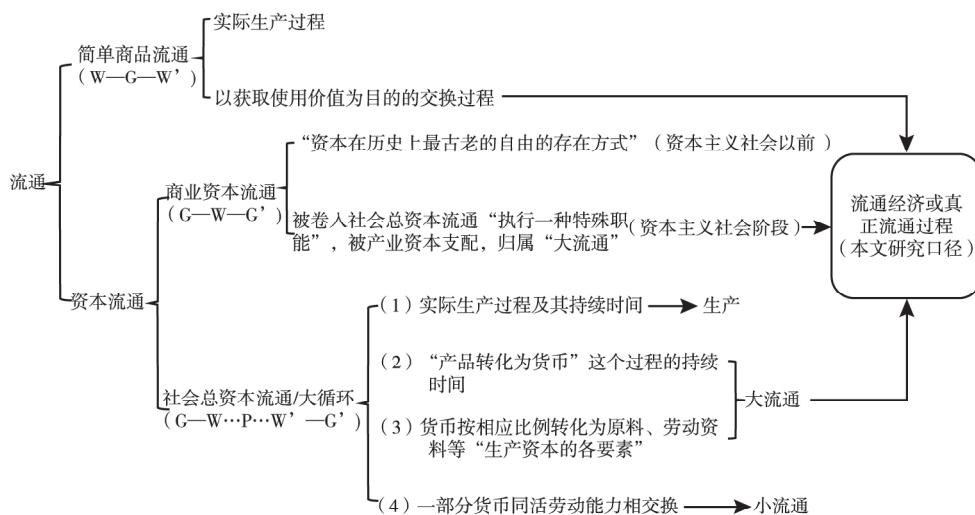 流通
简单商品流通
（W—G—W’）
实际生产过程
以获取使用价值为目的的交换过程
资本流通
商业资本流通
（G—W—G’）
“资本在历史上最古老的自由的存在方式”（资本主义社会以前）
被卷入社会总资本流通“执行一种特殊职
能”，被产业资本支配，归属“大流通”
（资本主义社会阶段）
社会总资本流通/大循环
（G—W…P…W’—G’）
（1）实际生产过程及其持续时间
生产
（2）“产品转化为货币”这个过程的持续
时间
（3）货币按相应比例转化为原料、劳动资
料等“生产资本的各要素”
大流通
（4）一部分货币同活劳动能力相交换
小流通
流通经济或真
正流通过程
（本文研究口径）